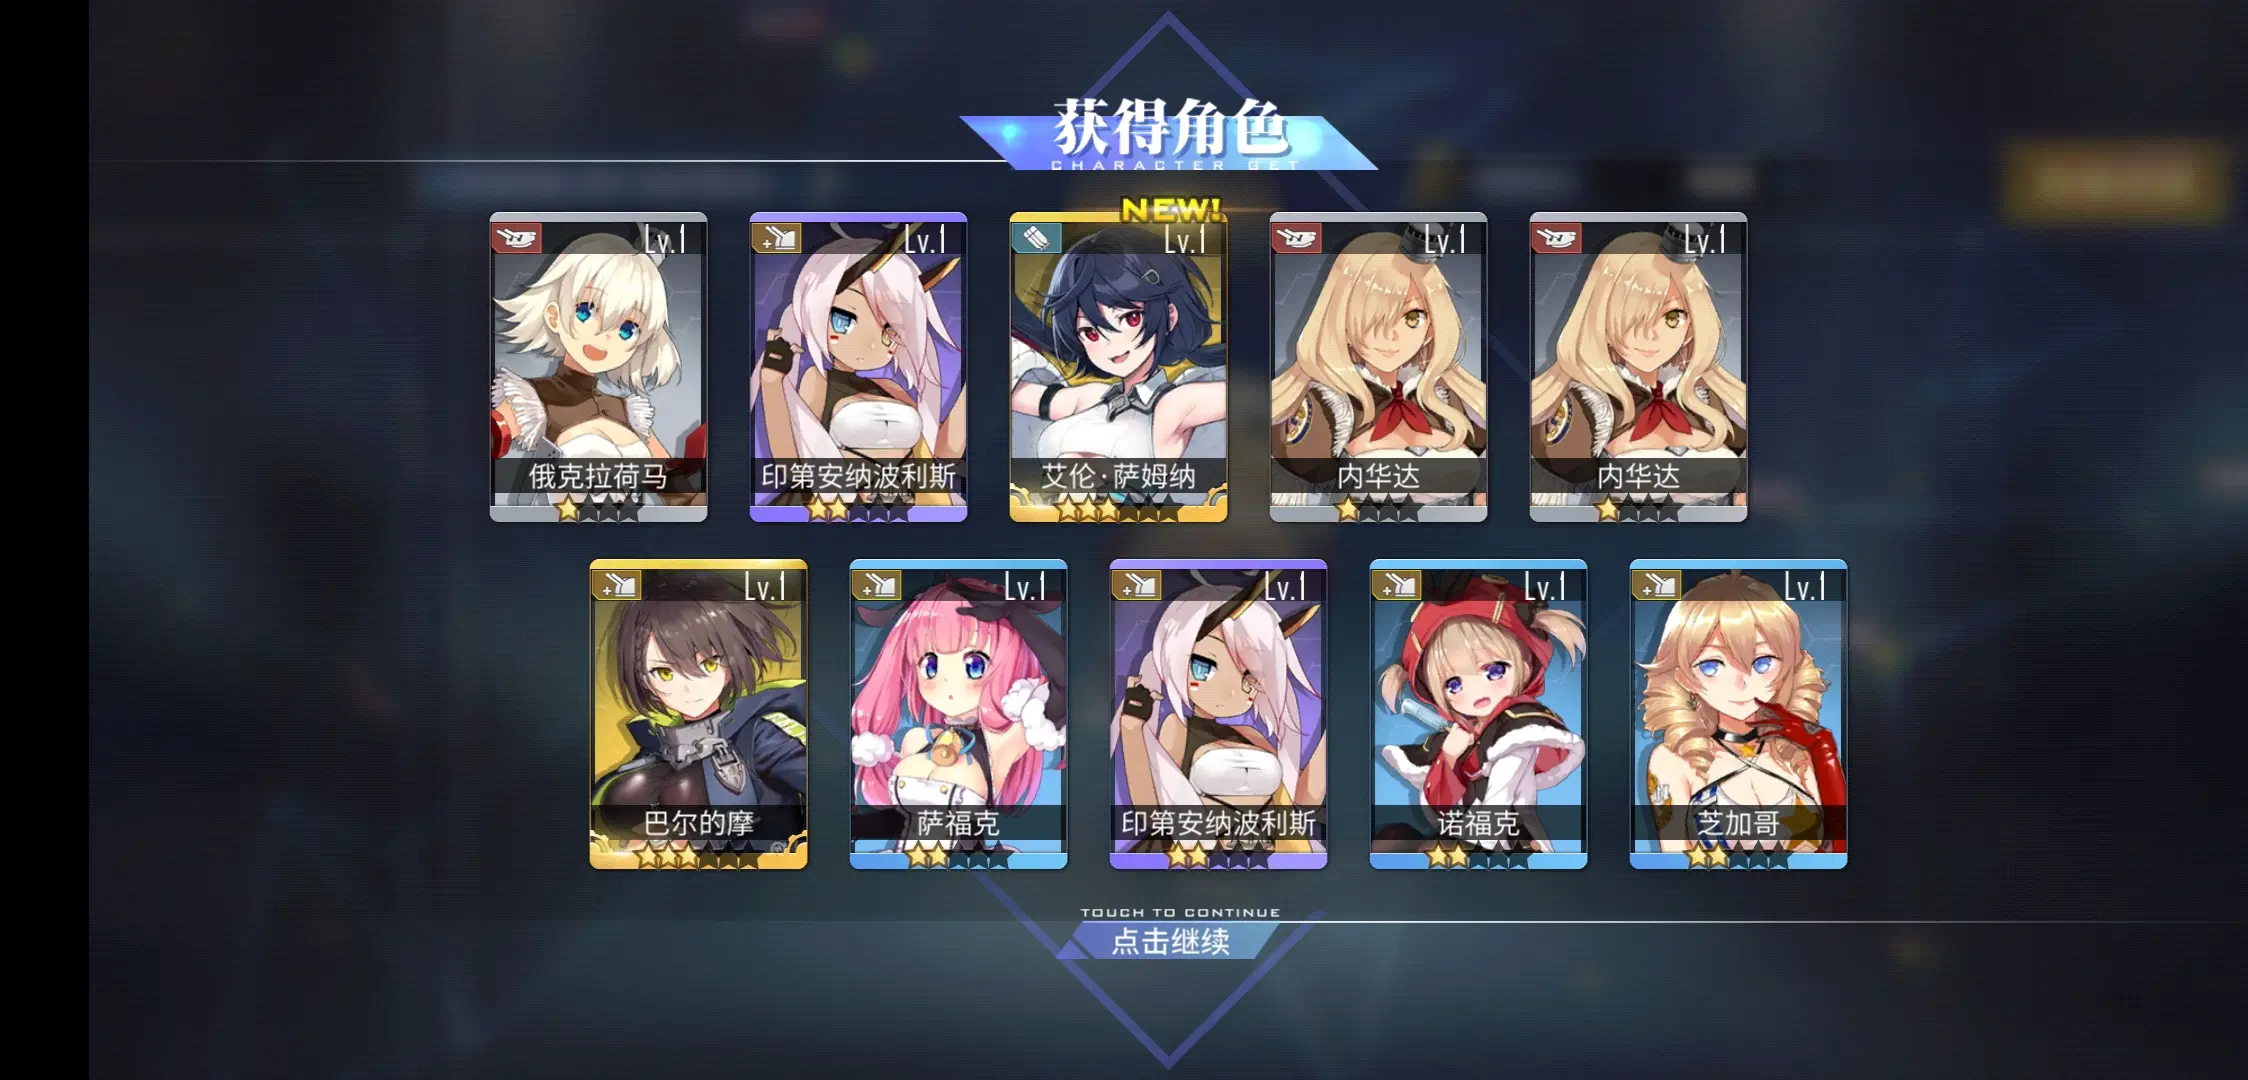 获得角色
CHARACTER GET
NEW!
Lv.1 Lv.1 Lv.1 Lv.1 Lv.1
俄克拉荷马 印第安纳波利斯 艾伦·萨姆纳 内华达 内华达
Lv.1 Lv.1 Lv.1 Lv.1 Lv.1
巴尔的摩 萨福克 印第安纳波利斯 诺福克 芝加哥
TOUCH TO CONTINUE
点击继续